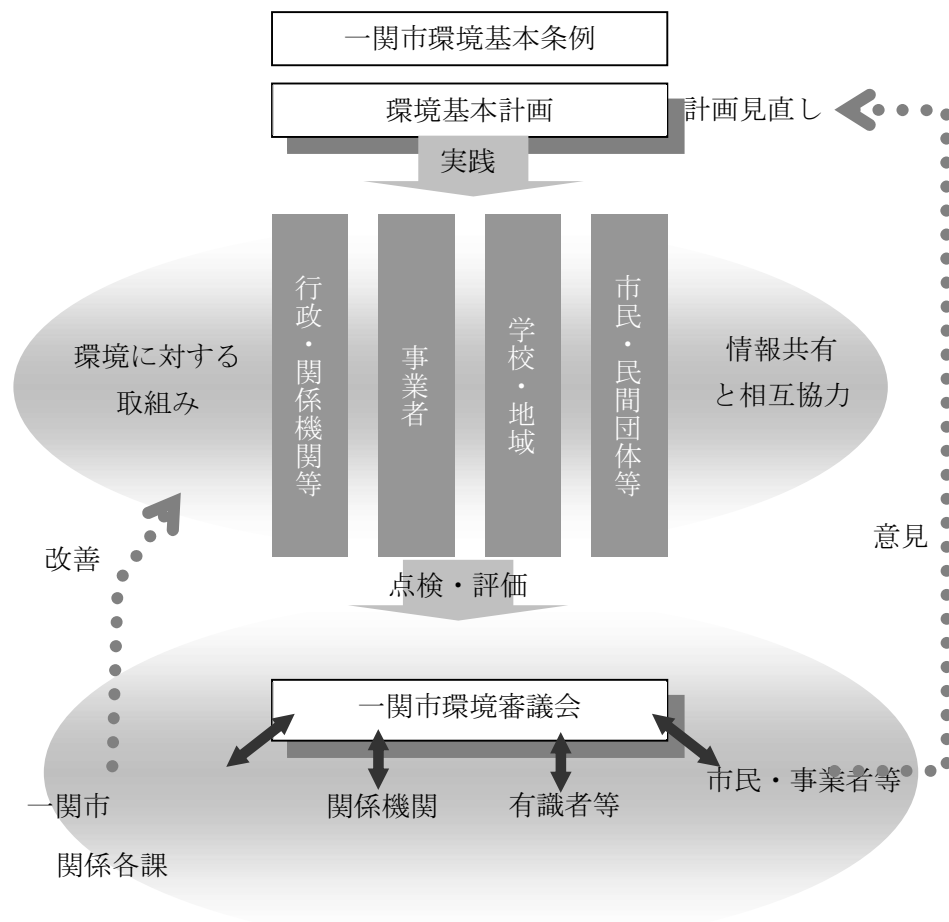 一関市環境基本条例
環境基本計画
計画見直し
実践
行政・関係機関等
事業者
学校・地域
市民・民間団体等
環境に対する
取組み
情報共有
と相互協力
改善
意見
点検・評価
一関市環境審議会
一関市
関係各課
関係機関
有識者等
市民・事業者等